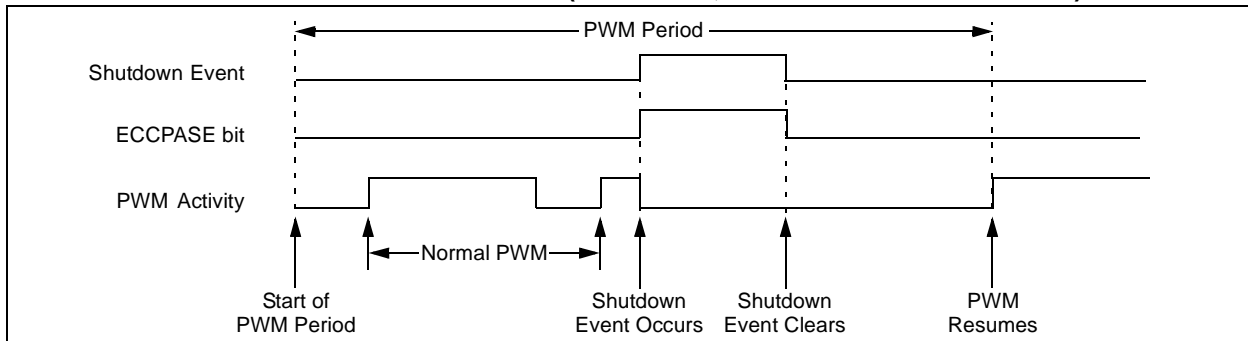 PWM Period
Shutdown Event
ECCPASE bit
PWM Activity
Normal PWM
Start of
PWM Period
Shutdown
Event Occurs
Shutdown
Event Clears
PWM
Resumes